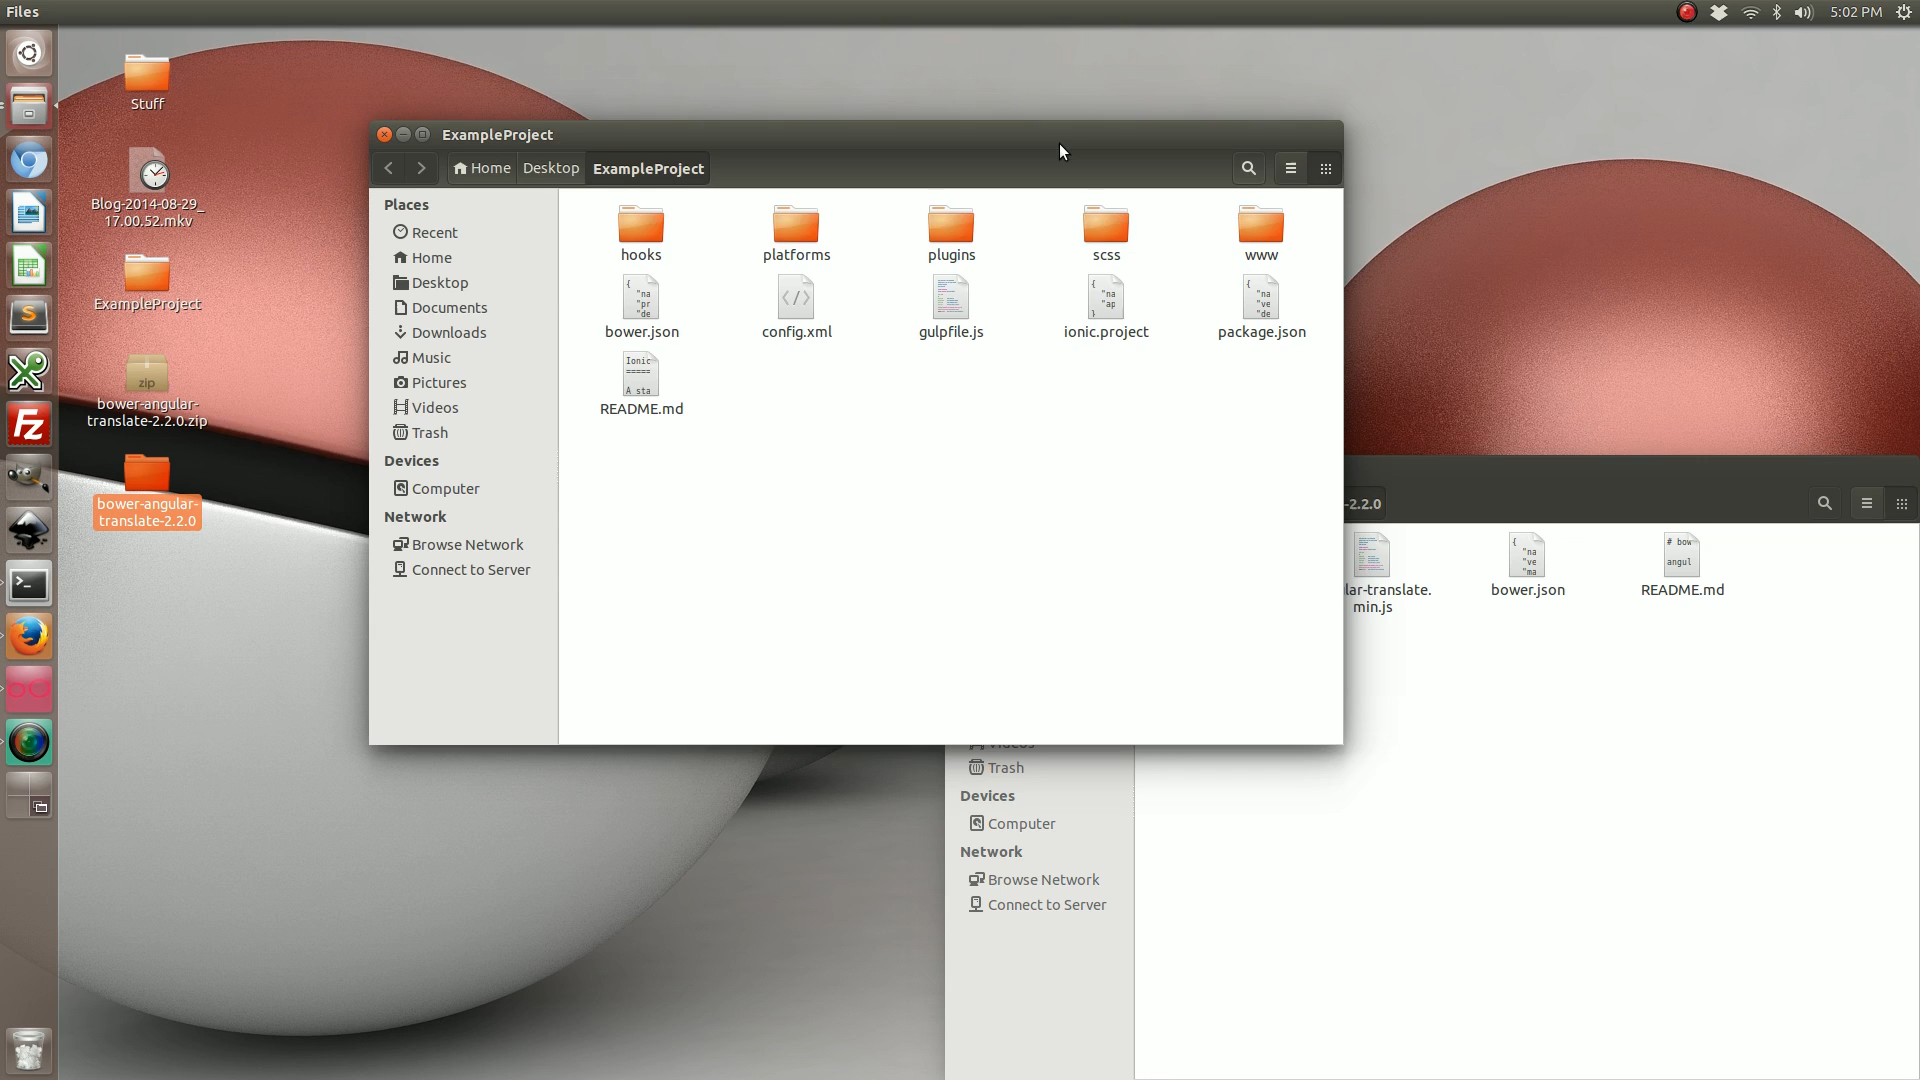 Files
5:02 PM
Stuff
Blog-2014-08-29_
17.00.52.mkv
ExampleProject
zip
bower-angular-
translate-2.2.0.zip
bower-angular-
translate-2.2.0
ExampleProject
Home
Desktop
ExampleProject
Places
Recent
Home
Desktop
Documents
Downloads
Music
Pictures
Videos
Trash
Devices
Computer
Network
Browse Network
Connect to Server
hooks
platforms
plugins
scss
www
bower.json
config.xml
gulpfile.js
ionic.project
package.json
README.md
-2.2.0
lar-translate.
min.js
bower.json
README.md
Trash
Devices
Computer
Network
Browse Network
Connect to Server